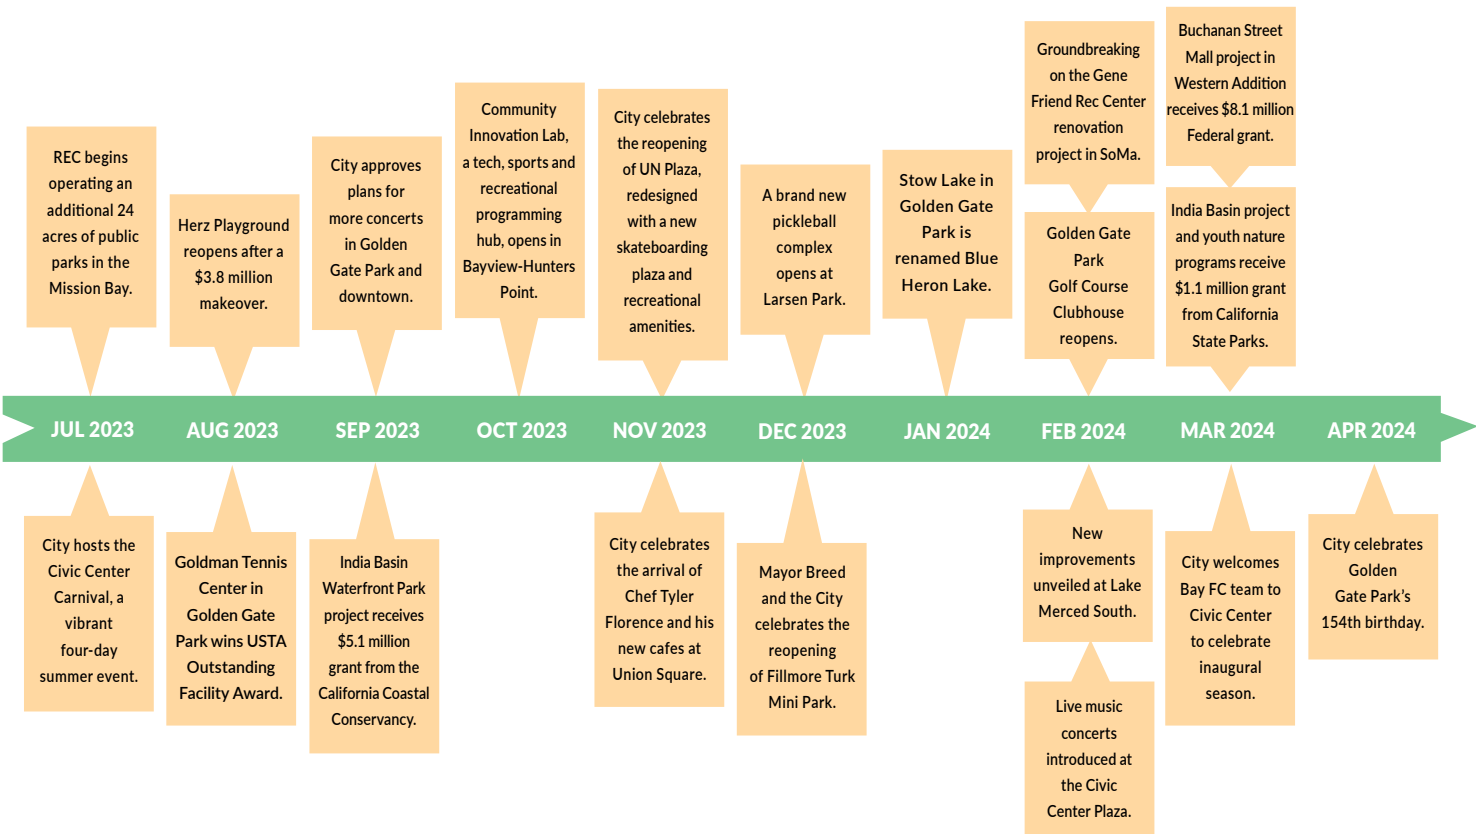 REC begins
operating an
additional 24
acres of public
parks in the
Mission Bay.
Herz Playground
reopens after a
$3.8 million
makeover.
City approves
plans for
more concerts
in Golden
Gate Park and
downtown.
Community
Innovation Lab,
a tech, sports and
recreational
programming
hub, opens in
Bayview-Hunters
Point.
City celebrates
the reopening
of UN Plaza,
redesigned
with a new
skateboarding
plaza and
recreational
amenities.
A brand new
pickleball
complex
opens at
Larsen Park.
Stow Lake in
Golden Gate
Park is
renamed Blue
Heron Lake.
Groundbreaking
on the Gene
Friend Rec Center
renovation
project in SoMa.
Golden Gate
Park
Golf Course
Clubhouse
reopens.
Buchanan Street
Mall project in
Western Addition
receives $8.1 million
Federal grant.
India Basin project
and youth nature
programs receive
$1.1 million grant
from California
State Parks.
JUL 2023
AUG 2023
SEP 2023
OCT 2023
NOV 2023
DEC 2023
JAN 2024
FEB 2024
MAR 2024
APR 2024
City hosts the
Civic Center
Carnival, a
vibrant
four-day
summer event.
Goldman Tennis
Center in
Golden Gate
Park wins USTA
Outstanding
Facility Award.
India Basin
Waterfront Park
project receives
$5.1 million
grant from the
California Coastal
Conservancy.
City celebrates
the arrival of
Chef Tyler
Florence and his
new cafes at
Union Square.
Mayor Breed
and the City
celebrates the
reopening
of Fillmore Turk
Mini Park.
New
improvements
unveiled at Lake
Merced South.
Live music
concerts
introduced at
the Civic
Center Plaza.
City welcomes
Bay FC team to
Civic Center
to celebrate
inaugural
season.
City celebrates
Golden
Gate Park’s
154th birthday.